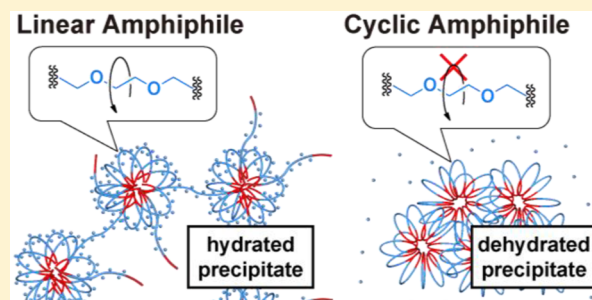 Linear Amphiphile
Cyclic Amphiphile
O
O
O
O
hydrated
precipitate
dehydrated
precipitate